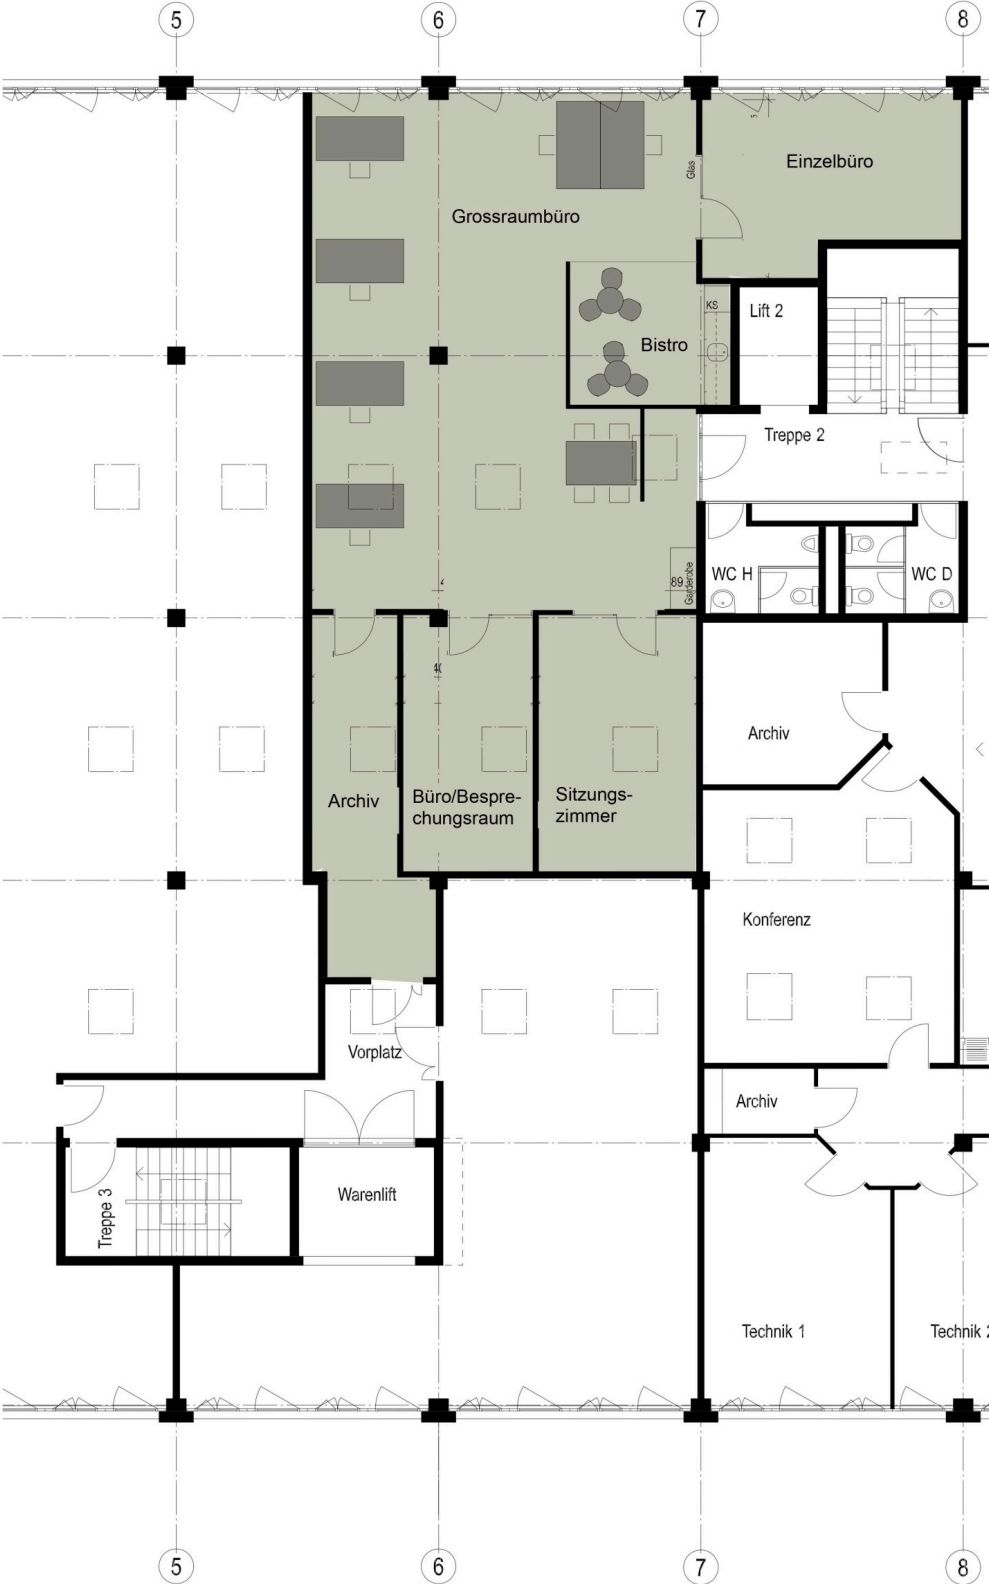 5
6
7
8
Einzelbüro
Glas
Grossraumbüro
KS
Lift 2
Bistro
Treppe 2
WC H
WC D
89
Garderobe
Archiv
Büro/Bespre-
chungsraum
Sitzungs-
zimmer
Archiv
Konferenz
Vorplatz
Archiv
Warenlift
Treppe 3
Technik 1
Technik
5
6
7
8